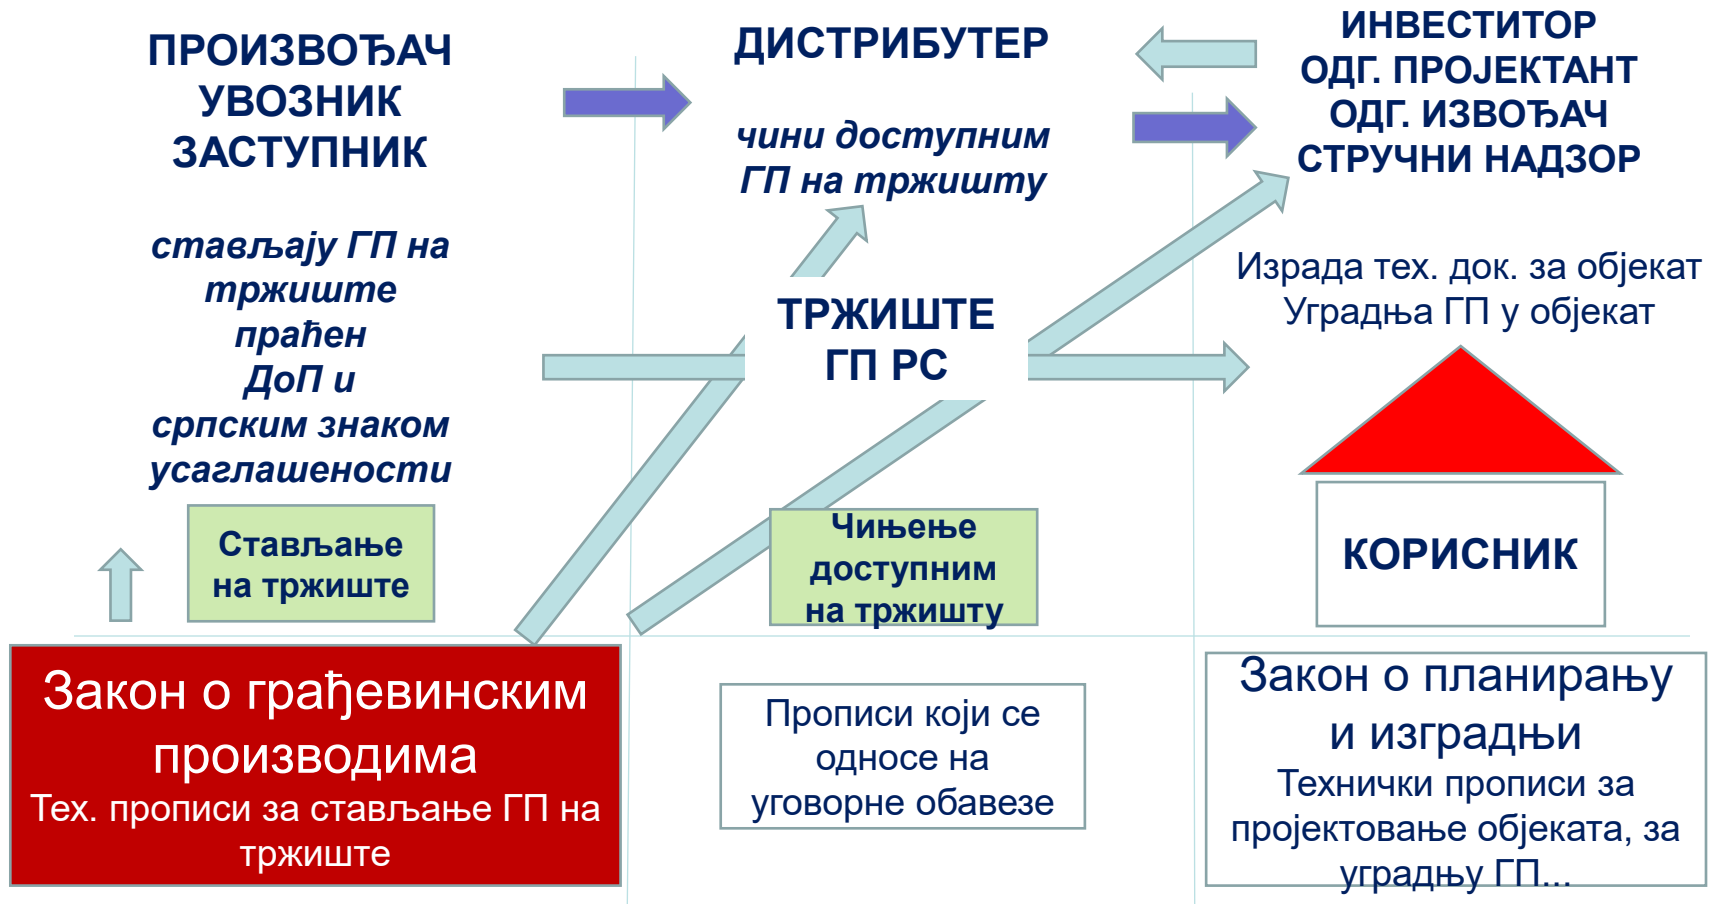 ПРОИЗВОЂАЧ
УВОЗНИК
ЗАСТУПНИК
стављају ГП на
тржиште
праћен
ДоП и
српским знаком
усаглашености
Стављање
на тржиште
Закон о грађевинским
производима
Тех. прописи за стављање ГП на
тржиште
ДИСТРИБУТЕР
чини доступним
ГП на тржишту
ТРЖИШТЕ
ГП РС
Чињење
доступним
на тржишту
Прописи који се
односе на
уговорне обавезе
ИНВЕСТИТОР
ОДГ. ПРОЈЕКТАНТ
ОДГ. ИЗВОЂАЧ
СТРУЧНИ НАДЗОР
Израда тех. док. за објекат
Уградња ГП у објекат
КОРИСНИК
Закон о планирању
и изградњи
Технички прописи за
пројектовање објеката, за
уградњу ГП...